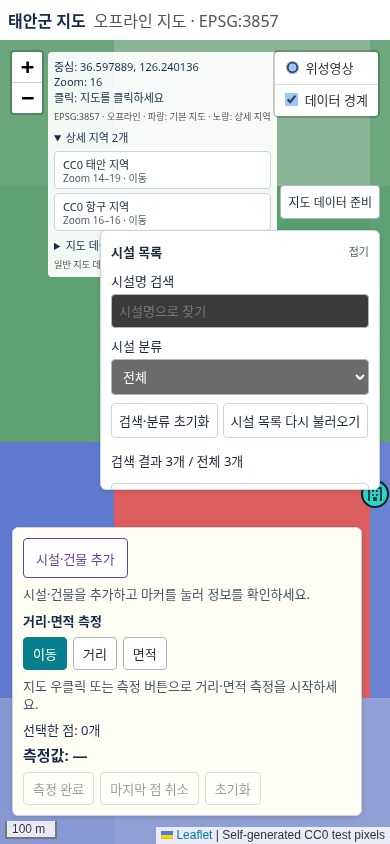 태안군 지도 오프라인 지도 · EPSG:3857
+
−
중심: 36.597889, 126.240136
Zoom: 16
클릭: 지도를 클릭하세요
EPSG:3857 · 오프라인 · 파랑: 기본 지도 · 노랑: 상세 지역
▼ 상세 지역 2개
CC0 태안 지역
Zoom 14–19 · 이동
CC0 항구 지역
Zoom 16–16 · 이동
▶ 지도 데
일반 지도 데
위성영상
데이터 경계
지도 데이터 준비
시설 목록 접기
시설명 검색
시설명으로 찾기
시설 분류
전체
검색·분류 초기화 시설 목록 다시 불러오기
검색 결과 3개 / 전체 3개
시설·건물 추가
시설·건물을 추가하고 마커를 눌러 정보를 확인하세요.
거리·면적 측정
이동 거리 면적
지도 우클릭 또는 측정 버튼으로 거리·면적 측정을 시작하세
요.
선택한 점: 0개
측정값: —
측정 완료 마지막 점 취소 초기화
100 m
Leaflet | Self-generated CC0 test pixels